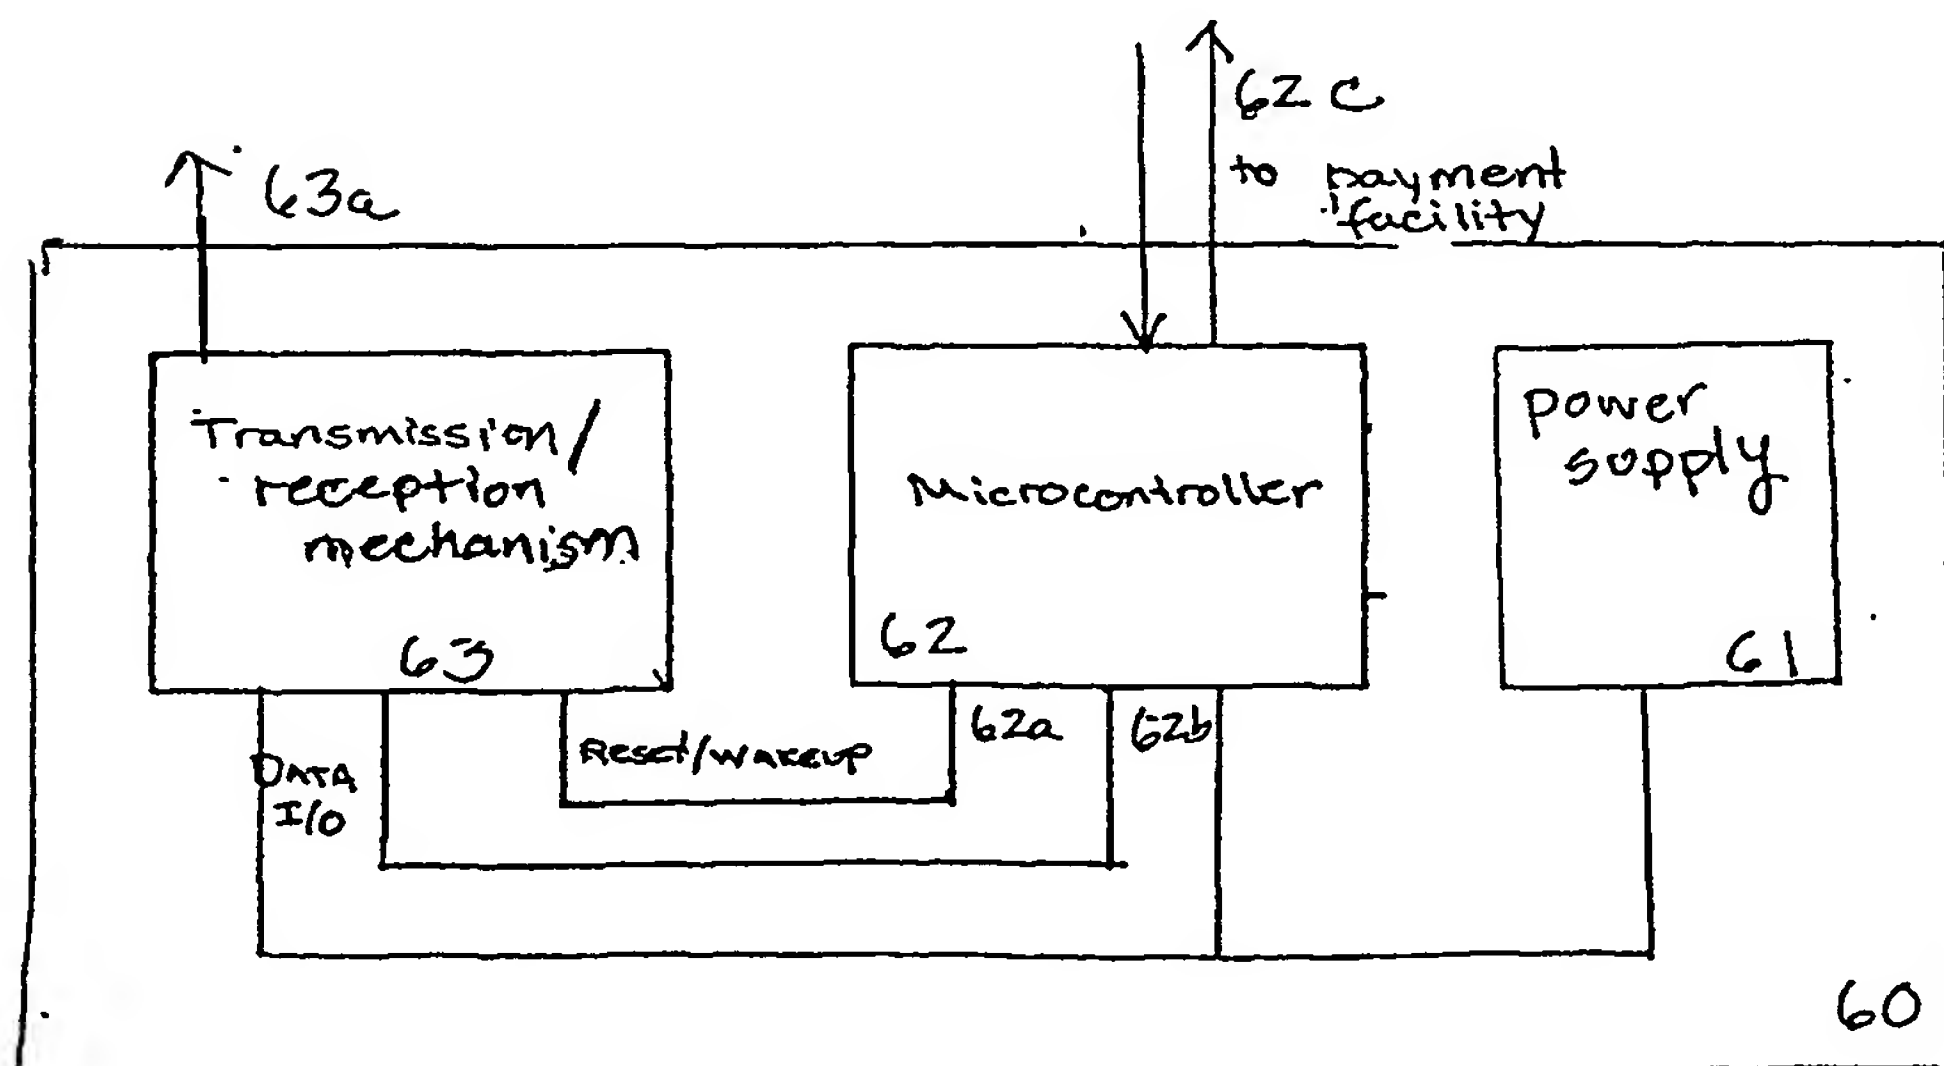 62c
to payment
facility
63a
Transmission/
reception
mechanism
63
Microcontroller
62
power
supply
61
62a
62b
Reset/Wakeup
DATA
I/O
60